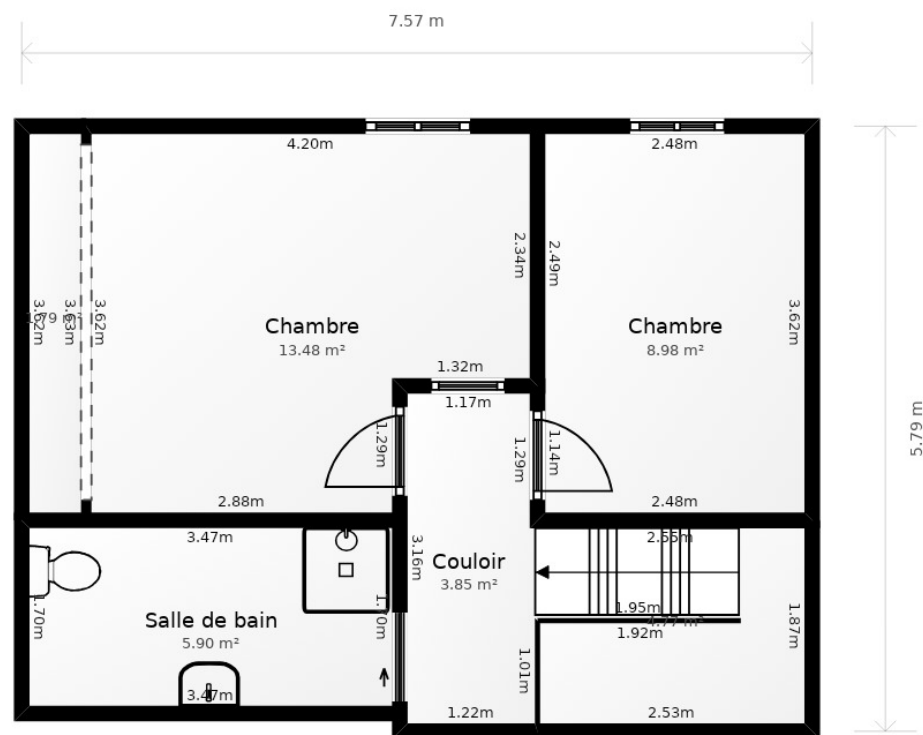 7.57 m
4.20m
2.48m
2.34m
2.49m
3.62m
3.63m
3.62m
3.62m
Chambre
13.48 m²
Chambre
8.98 m²
1.32m
1.17m
5.79 m
1.29m
1.29m
1.14m
2.88m
2.48m
3.47m
3.16m
Couloir
3.85 m²
2.55m
1.70m
Salle de bain
5.90 m²
1.70m
1.95m
1.92m
1.87m
1.01m
3.47m
1.22m
2.53m